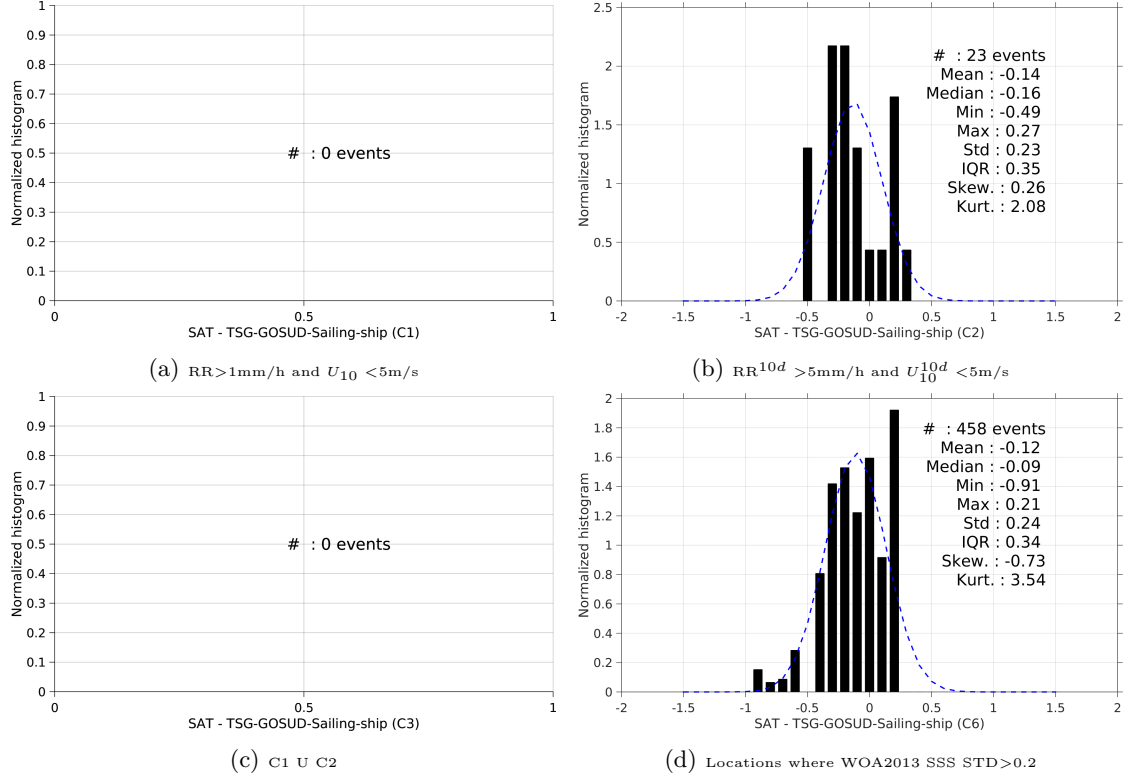 1
0.9
0.8
0.7
0.6
0.5
0.4
0.3
0.2
0.1
0
Normalized histogram
# : 0 events
0 0.5 1
SAT - TSG-GOSUD-Sailing-ship (C1)
(a) RR>1mm/h and U10 <5m/s
2.5
2
1.5
1
0.5
0
Normalized histogram
# : 23 events
Mean : -0.14
Median : -0.16
Min : -0.49
Max : 0.27
Std : 0.23
IQR : 0.35
Skew. : 0.26
Kurt. : 2.08
-2 -1.5 -1 -0.5 0 0.5 1 1.5 2
SAT - TSG-GOSUD-Sailing-ship (C2)
(b) RR10d >5mm/h and U10d10 <5m/s
1
0.9
0.8
0.7
0.6
0.5
0.4
0.3
0.2
0.1
0
Normalized histogram
# : 0 events
0 0.5 1
SAT - TSG-GOSUD-Sailing-ship (C3)
(c) C1 U C2
2
1.8
1.6
1.4
1.2
1
0.8
0.6
0.4
0.2
0
Normalized histogram
# : 458 events
Mean : -0.12
Median : -0.09
Min : -0.91
Max : 0.21
Std : 0.24
IQR : 0.34
Skew. : -0.73
Kurt. : 3.54
-2 -1.5 -1 -0.5 0 0.5 1 1.5 2
SAT - TSG-GOSUD-Sailing-ship (C6)
(d) Locations where WOA2013 SSS STD>0.2